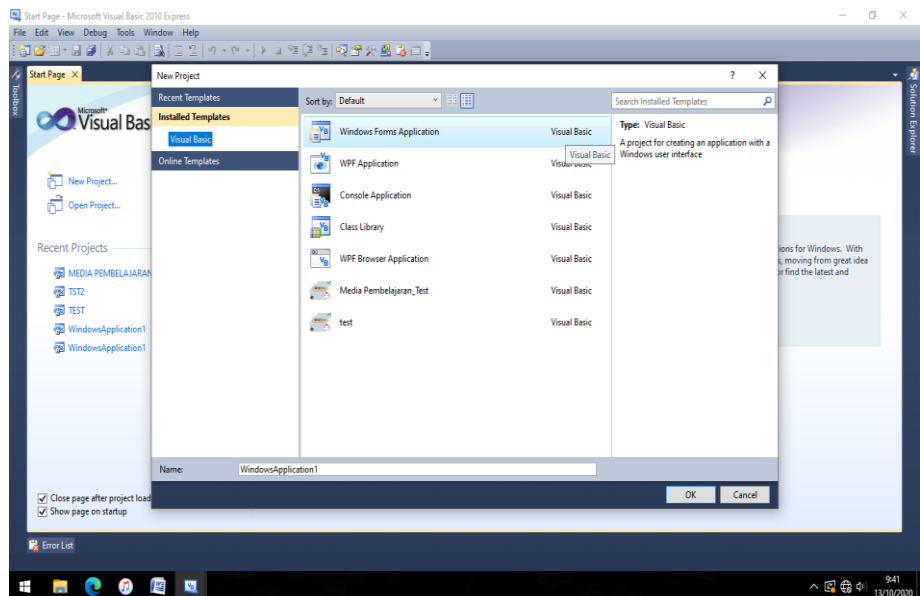 Start Page - Microsoft Visual Basic 2010 Express
File Edit View Debug Tools Window Help
Start Page
Toolbox
Solution Explorer
Microsoft
Visual Bas
New Project...
Open Project...
Recent Projects
MEDIA PEMBELAJARAN
TST2
TEST
WindowsApplication1
WindowsApplication1
Close page after project load
Show page on startup
New Project
Recent Templates
Installed Templates
Visual Basic
Online Templates
Sort by: Default
Search Installed Templates
Windows Forms Application Visual Basic
WPF Application Visual Basic
Console Application Visual Basic
Class Library Visual Basic
WPF Browser Application Visual Basic
Media Pembelajaran_Test Visual Basic
test Visual Basic
Visual Basic
Type: Visual Basic
A project for creating an application with a
Windows user interface
Name: WindowsApplication1
OK Cancel
ions for Windows. With
s, moving from great idea
or find the latest and
Error List
9:41
13/10/2020